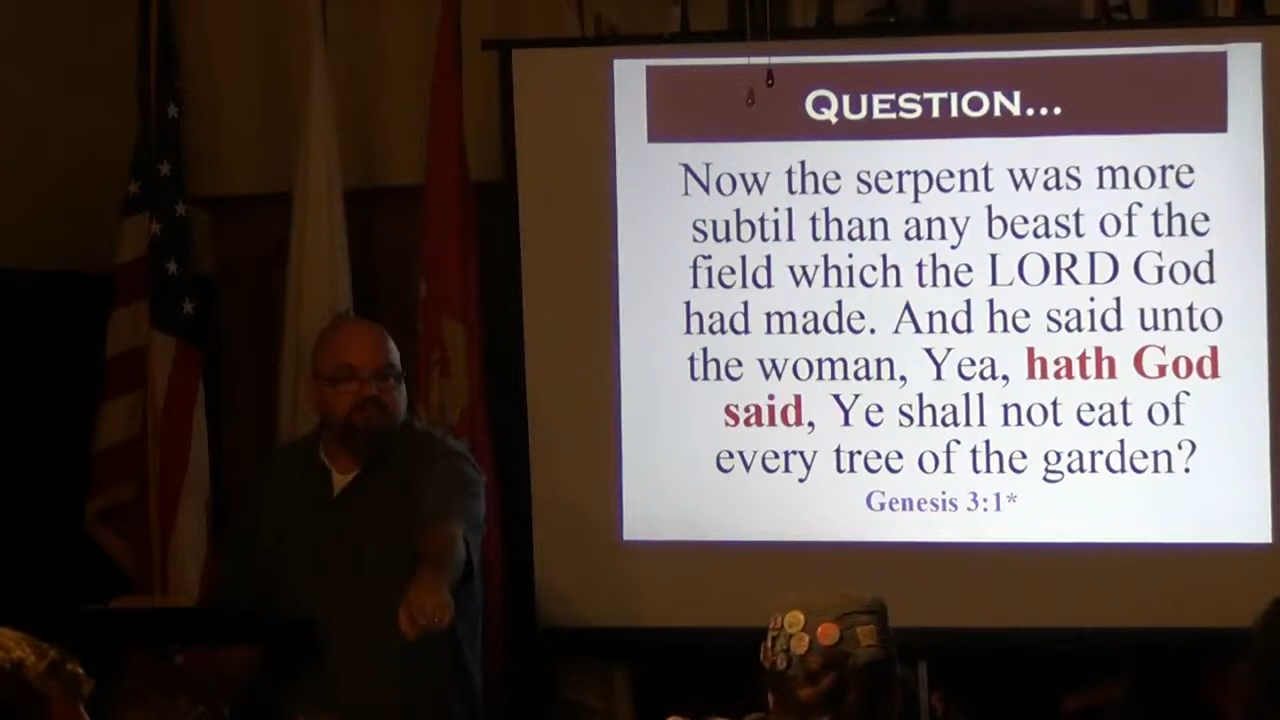 QUESTION...
Now the serpent was more
subtil than any beast of the
field which the LORD God
had made. And he said unto
the woman, Yea, hath God
said, Ye shall not eat of
every tree of the garden?
Genesis 3:1*